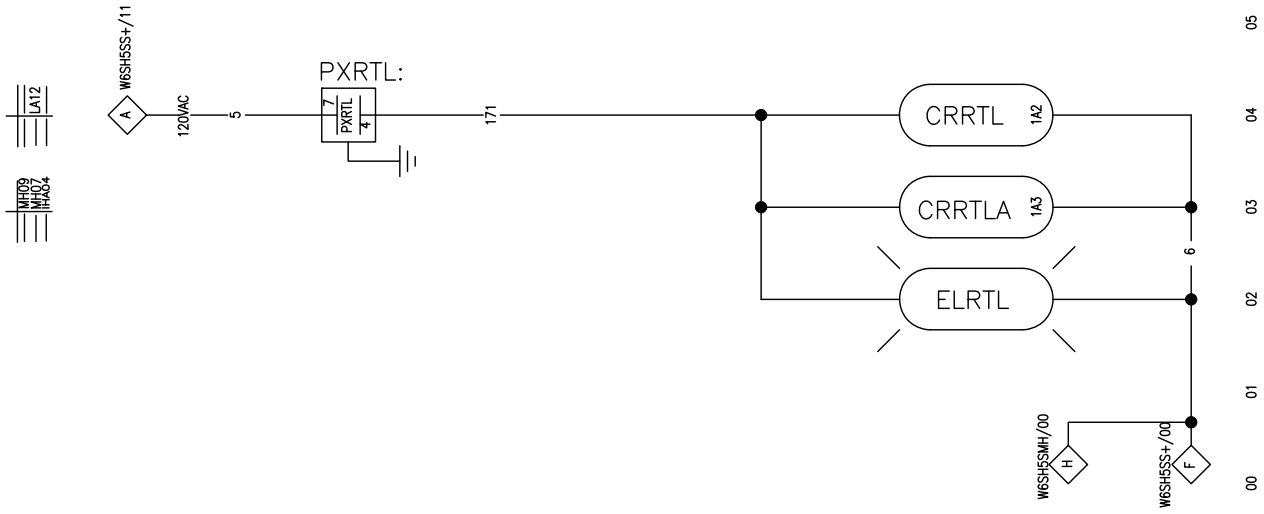 W6SH5SS+/11
05
LA12
A
120VAC
5
PXRTL:
7
PXRTL
4
171
CRRTL
1A2
04
MH09
MH07
IHA04
CRRTLA
1A3
03
6
ELRTL
02
01
W6SH5SMH/00
H
W6SH5SS+/00
F
00